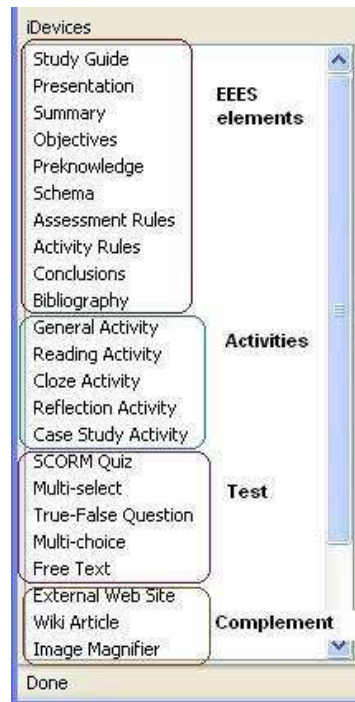 iDevices
Study Guide
Presentation
Summary
Objectives
Preknowledge
Schema
Assessment Rules
Activity Rules
Conclusions
Bibliography
EEES
elements
General Activity
Reading Activity
Cloze Activity
Reflection Activity
Case Study Activity
Activities
SCORM Quiz
Multi-select
True-False Question
Multi-choice
Free Text
Test
External Web Site
Wiki Article
Image Magnifier
Complement
Done